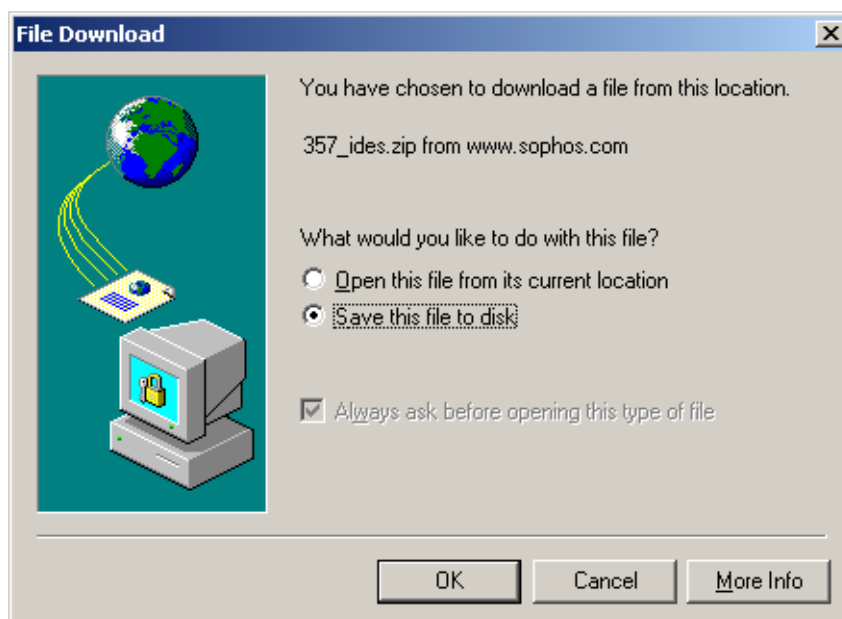 File Download
You have chosen to download a file from this location.
357_ides.zip from www.sophos.com
What would you like to do with this file?
Open this file from its current location
Save this file to disk
Always ask before opening this type of file
OK
Cancel
More Info